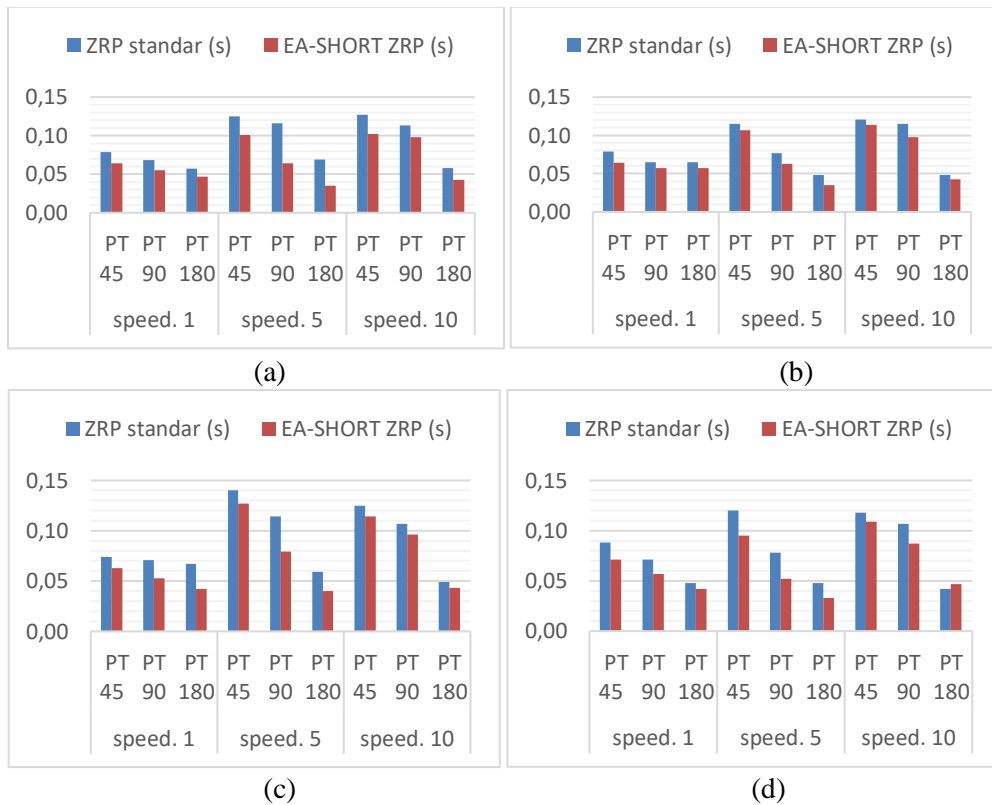 ZRP standar (s) EA-SHORT ZRP (s)
0,15
0,10
0,05
0,00
PT PT PT PT PT PT PT PT PT
45 90 180 45 90 180 45 90 180
speed. 1 speed. 5 speed. 10
(a)
ZRP standar (s) EA-SHORT ZRP (s)
0,15
0,10
0,05
0,00
PT PT PT PT PT PT PT PT PT
45 90 180 45 90 180 45 90 180
speed. 1 speed. 5 speed. 10
(b)
ZRP standar (s) EA-SHORT ZRP (s)
0,15
0,10
0,05
0,00
PT PT PT PT PT PT PT PT PT
45 90 180 45 90 180 45 90 180
speed. 1 speed. 5 speed. 10
(c)
ZRP standar (s) EA-SHORT ZRP (s)
0,15
0,10
0,05
0,00
PT PT PT PT PT PT PT PT PT
45 90 180 45 90 180 45 90 180
speed. 1 speed. 5 speed. 10
(d)